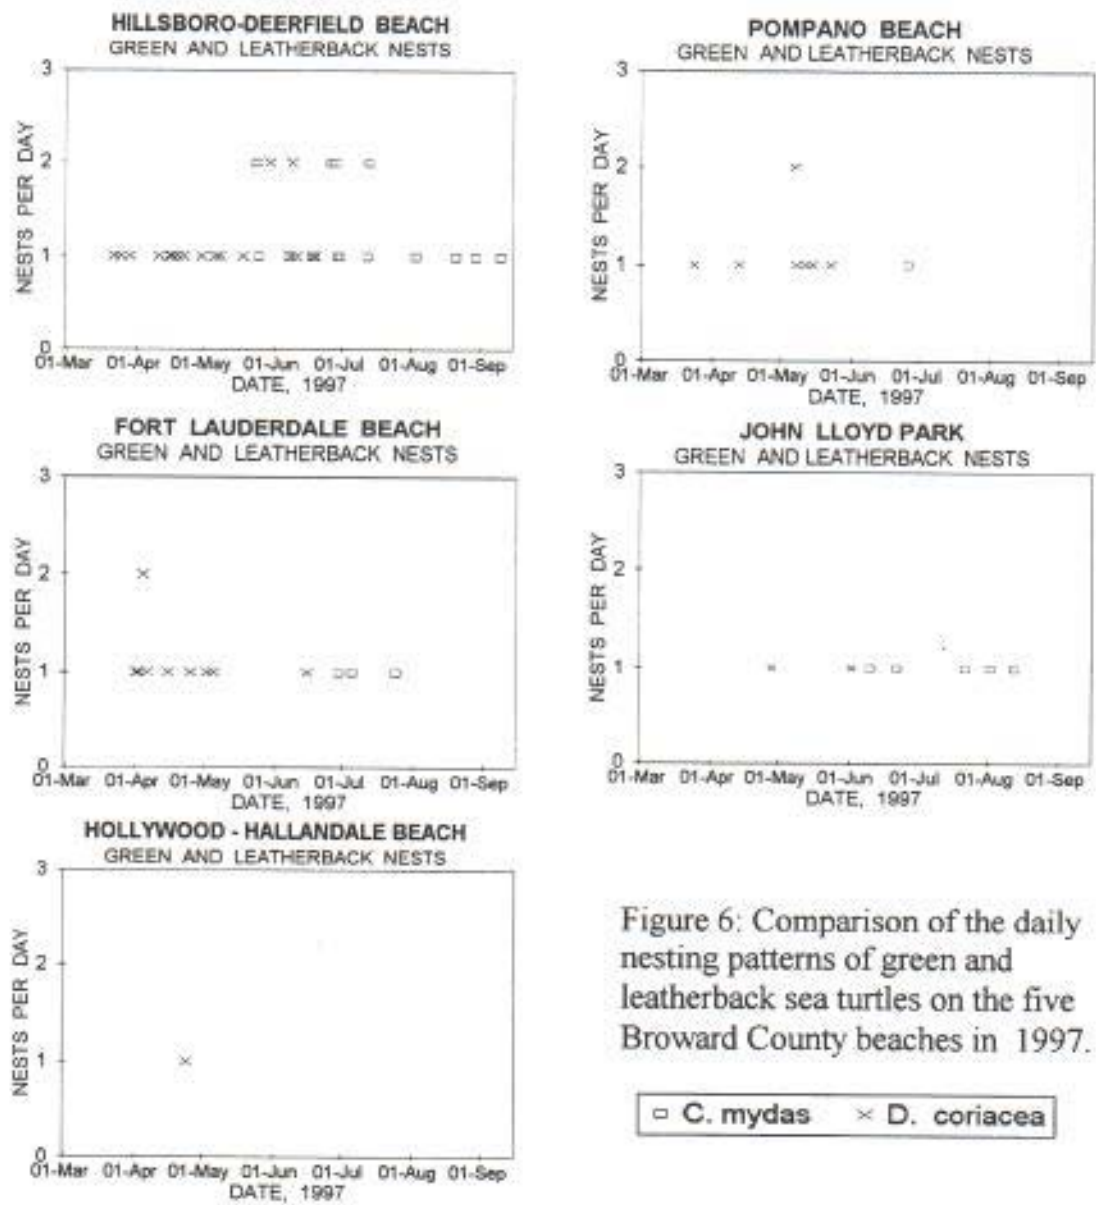 HILLSBORO-DEERFIELD BEACH
GREEN AND LEATHERBACK NESTS
3
2
1
0
NESTS PER DAY
01-Mar 01-Apr 01-May 01-Jun 01-Jul 01-Aug 01-Sep
DATE, 1997
POMPANO BEACH
GREEN AND LEATHERBACK NESTS
3
2
1
0
NESTS PER DAY
01-Mar 01-Apr 01-May 01-Jun 01-Jul 01-Aug 01-Sep
DATE, 1997
FORT LAUDERDALE BEACH
GREEN AND LEATHERBACK NESTS
3
2
1
0
NESTS PER DAY
01-Mar 01-Apr 01-May 01-Jun 01-Jul 01-Aug 01-Sep
DATE, 1997
JOHN LLOYD PARK
GREEN AND LEATHERBACK NESTS
3
2
1
0
NESTS PER DAY
01-Mar 01-Apr 01-May 01-Jun 01-Jul 01-Aug 01-Sep
DATE, 1997
HOLLYWOOD - HALLANDALE BEACH
GREEN AND LEATHERBACK NESTS
3
2
1
0
NESTS PER DAY
01-Mar 01-Apr 01-May 01-Jun 01-Jul 01-Aug 01-Sep
DATE, 1997
Figure 6: Comparison of the daily
nesting patterns of green and
leatherback sea turtles on the five
Broward County beaches in 1997.
C. mydas D. coriacea